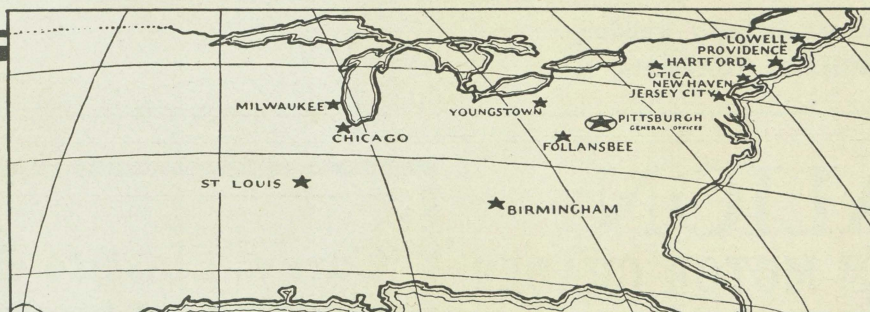 LOWELL
PROVIDENCE
HARTFORD
UTICA
NEW HAVEN
JERSEY CITY
MILWAUKEE
YOUNGSTOWN
PITTSBURGH
GENERAL OFFICES
CHICAGO
FOLLANSBEE
ST LOUIS
BIRMINGHAM